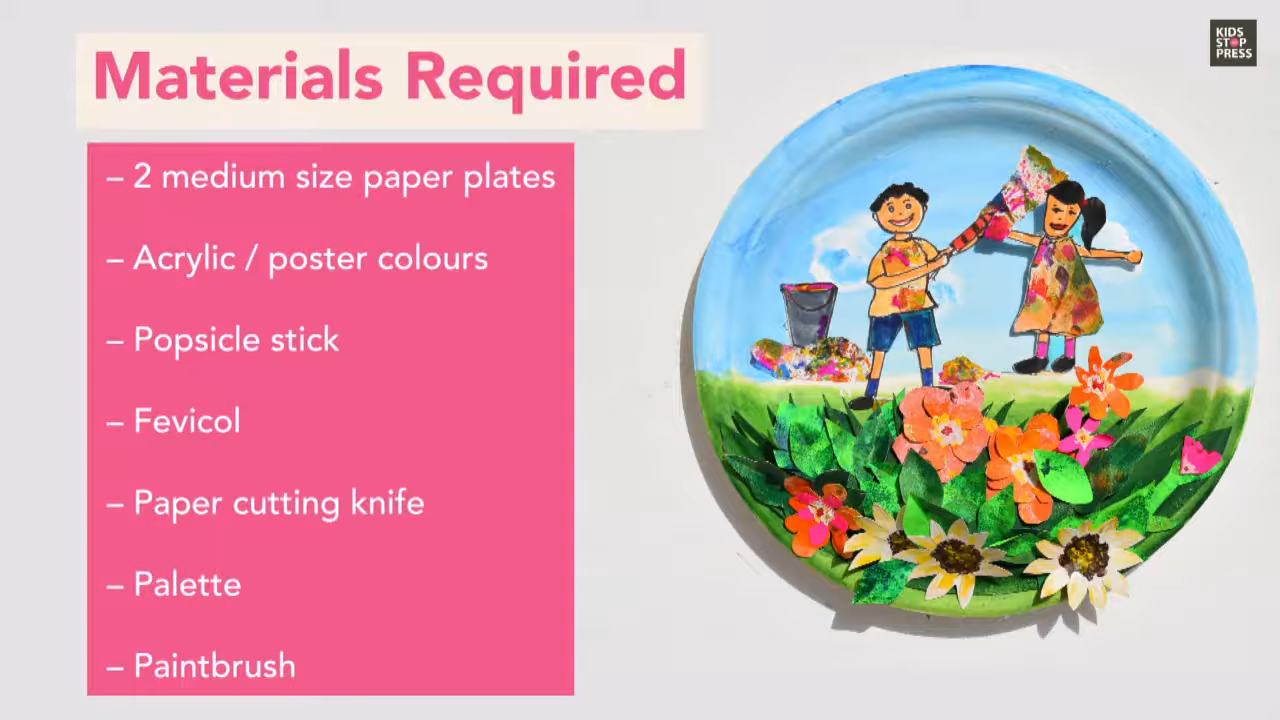 Materials Required
– 2 medium size paper plates
– Acrylic / poster colours
– Popsicle stick
– Fevicol
– Paper cutting knife
– Palette
– Paintbrush
KIDS
STOP
PRESS